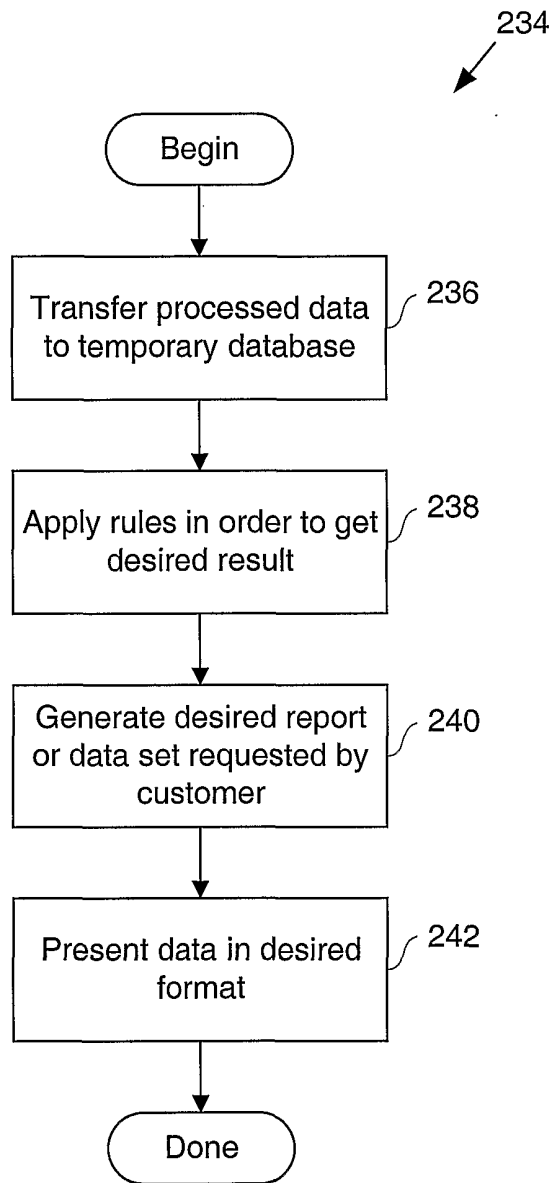 234
Begin
Transfer processed data
to temporary database
236
Apply rules in order to get
desired result
238
Generate desired report
or data set requested by
customer
240
Present data in desired
format
242
Done